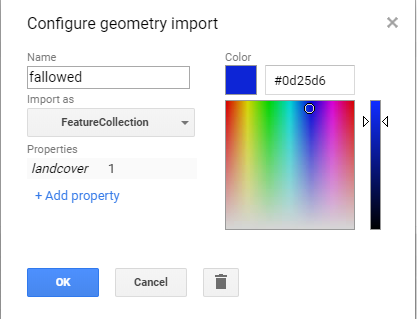 Configure geometry import ×
Name
fallowed
Import as
FeatureCollection
Properties
landcover 1
+ Add property
Color
#0d25d6
OK Cancel